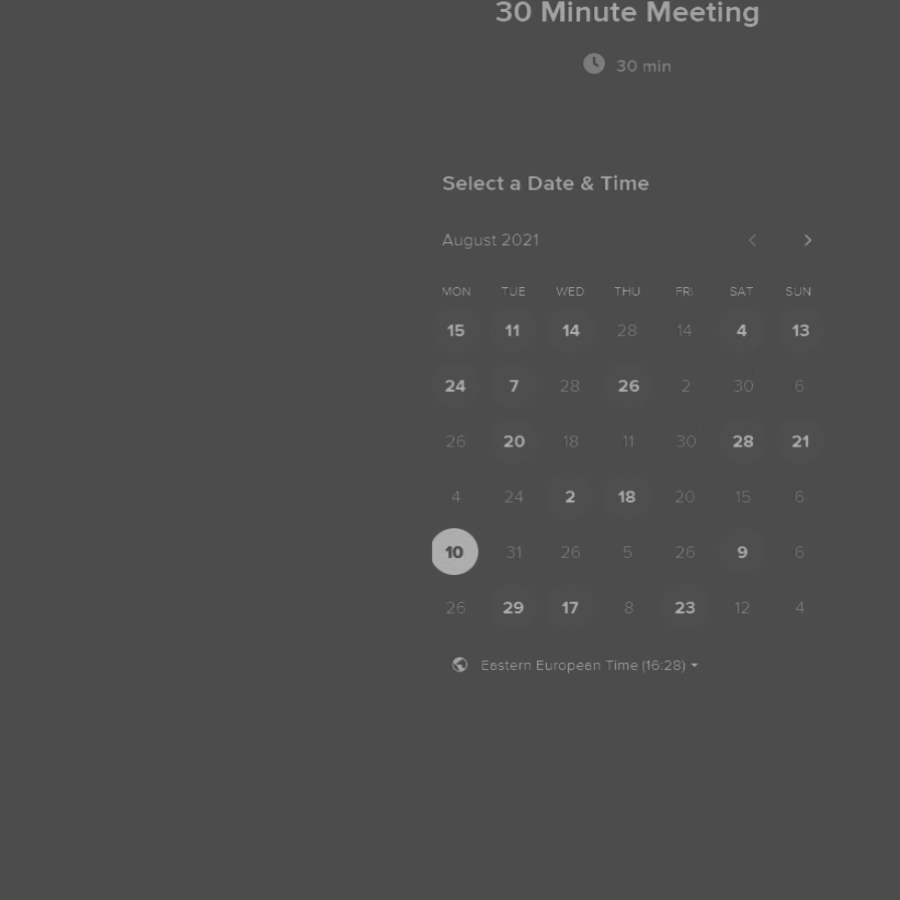 30 Minute Meeting
30 min
Select a Date & Time
August 2021
MON TUE WED THU FRI SAT SUN
15 11 14 28 14 4 13
24 7 28 26 2 30 6
26 20 18 11 30 28 21
4 24 2 18 20 15 6
10 31 26 5 26 9 6
26 29 17 8 23 12 4
Eastern European Time (16:28)